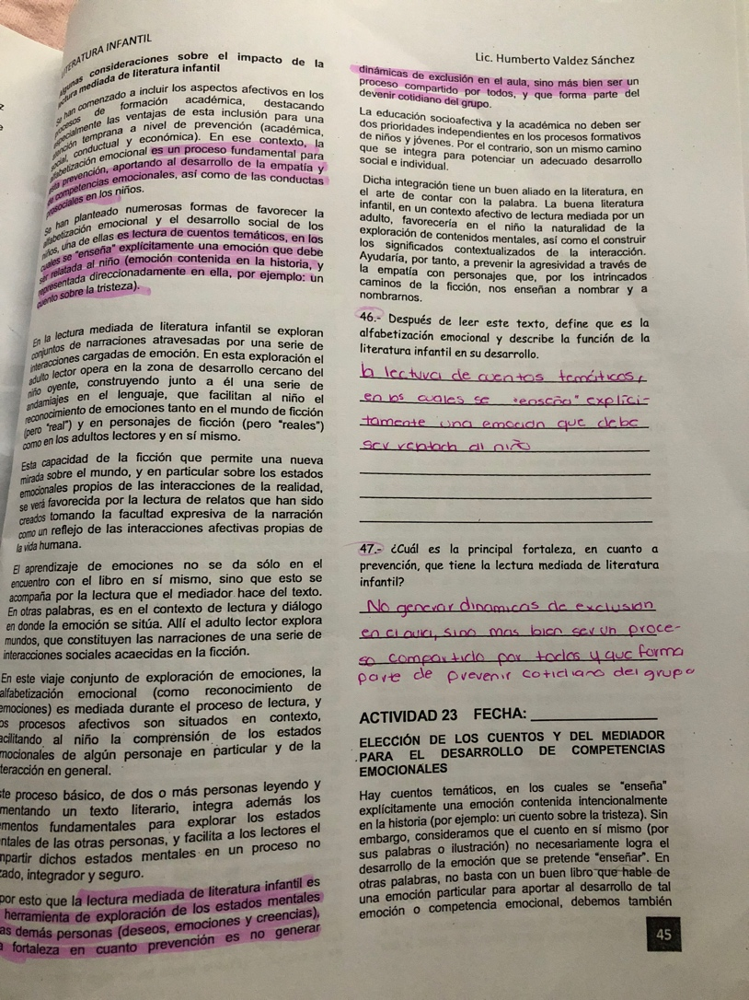 LITERATURA INFANTIL
Algunas consideraciones sobre el impacto de la
lectura mediada de literatura infantil
Se han comenzado a incluir los aspectos afectivos en los
procesos de formación académica, destacando
especialmente las ventajas de esta inclusión para una
atención temprana a nivel de prevención (académica,
social, conductual y económica). En ese contexto, la
alfabetización emocional es un proceso fundamental para
esta prevención, aportando al desarrollo de la empatía y
de competencias emocionales, así como de las conductas
prosociales en los niños.
Se han planteado numerosas formas de favorecer la
alfabetización emocional y el desarrollo social de los
niños, una de ellas es lectura de cuentos temáticos, en los
cuales se "enseña" explícitamente una emoción que debe
ser relatada al niño (emoción contenida en la historia, y
representada direccionadamente en ella, por ejemplo: un
cuento sobre la tristeza).
En la lectura mediada de literatura infantil se exploran
conjuntos de narraciones atravesadas por una serie de
interacciones cargadas de emoción. En esta exploración el
adulto lector opera en la zona de desarrollo cercano del
niño oyente, construyendo junto a él una serie de
andamiajes en el lenguaje, que facilitan al niño el
reconocimiento de emociones tanto en el mundo de ficción
(pero "real") y en personajes de ficción (pero "reales")
como en los adultos lectores y en sí mismo.
Esta capacidad de la ficción que permite una nueva
mirada sobre el mundo, y en particular sobre los estados
emocionales propios de las interacciones de la realidad,
se verá favorecida por la lectura de relatos que han sido
creados tomando la facultad expresiva de la narración
como un reflejo de las interacciones afectivas propias de
la vida humana.
El aprendizaje de emociones no se da sólo en el
encuentro con el libro en sí mismo, sino que esto se
acompaña por la lectura que el mediador hace del texto.
En otras palabras, es en el contexto de lectura y diálogo
en donde la emoción se sitúa. Allí el adulto lector explora
mundos, que constituyen las narraciones de una serie de
interacciones sociales acaecidas en la ficción.
En este viaje conjunto de exploración de emociones, la
alfabetización emocional (como reconocimiento de
emociones) es mediada durante el proceso de lectura, y
os procesos afectivos son situados en contexto,
acilitando al niño la comprensión de los estados
mocionales de algún personaje en particular y de la
teracción en general.
ste proceso básico, de dos o más personas leyendo y
mentando un texto literario, integra además los
mentos fundamentales para explorar los estados
ntales de las otras personas, y facilita a los lectores el
mpartir dichos estados mentales en un proceso no
zado, integrador y seguro.
por esto que la lectura mediada de literatura infantil es
herramienta de exploración de los estados mentales
as demás personas (deseos, emociones y creencias),
a fortaleza en cuanto prevención es no generar
Lic. Humberto Valdez Sánchez
dinámicas de exclusión en el aula, sino más bien ser un
proceso compartido por todos, y que forma parte del
devenir cotidiano del grupo.
La educación socioafectiva y la académica no deben ser
dos prioridades independientes en los procesos formativos
de niños y jóvenes. Por el contrario, son un mismo camino
que se integra para potenciar un adecuado desarrollo
social e individual.
Dicha integración tiene un buen aliado en la literatura, en
el arte de contar con la palabra. La buena literatura
infantil, en un contexto afectivo de lectura mediada por un
adulto, favorecería en el niño la naturalidad de la
exploración de contenidos mentales, así como el construir
los significados contextualizados de la interacción.
Ayudaría, por tanto, a prevenir la agresividad a través de
la empatía con personajes que, por los intrincados
caminos de la ficción, nos enseñan a nombrar y a
nombrarnos.
46.- Después de leer este texto, define que es la
alfabetización emocional y describe la función de la
literatura infantil en su desarrollo.
la lectura de cuentos temáticos,
en los cuales se "enseña" explíci-
tamente una emoción que debe
ser relatada al niño
47.- ¿Cuál es la principal fortaleza, en cuanto a
prevención, que tiene la lectura mediada de literatura
infantil?
No generar dinamicas de exclusión
en el aula, sino mas bien ser un proce-
so compartido por todos y que forma
parte de prevenir cotidiano del grupo
ACTIVIDAD 23 FECHA: ____________
ELECCIÓN DE LOS CUENTOS Y DEL MEDIADOR
PARA EL DESARROLLO DE COMPETENCIAS
EMOCIONALES
Hay cuentos temáticos, en los cuales se "enseña"
explícitamente una emoción contenida intencionalmente
en la historia (por ejemplo: un cuento sobre la tristeza). Sin
embargo, consideramos que el cuento en sí mismo (por
sus palabras o ilustración) no necesariamente logra el
desarrollo de la emoción que se pretende "enseñar". En
otras palabras, no basta con un buen libro que hable de
una emoción particular para aportar al desarrollo de tal
emoción o competencia emocional, debemos también
45